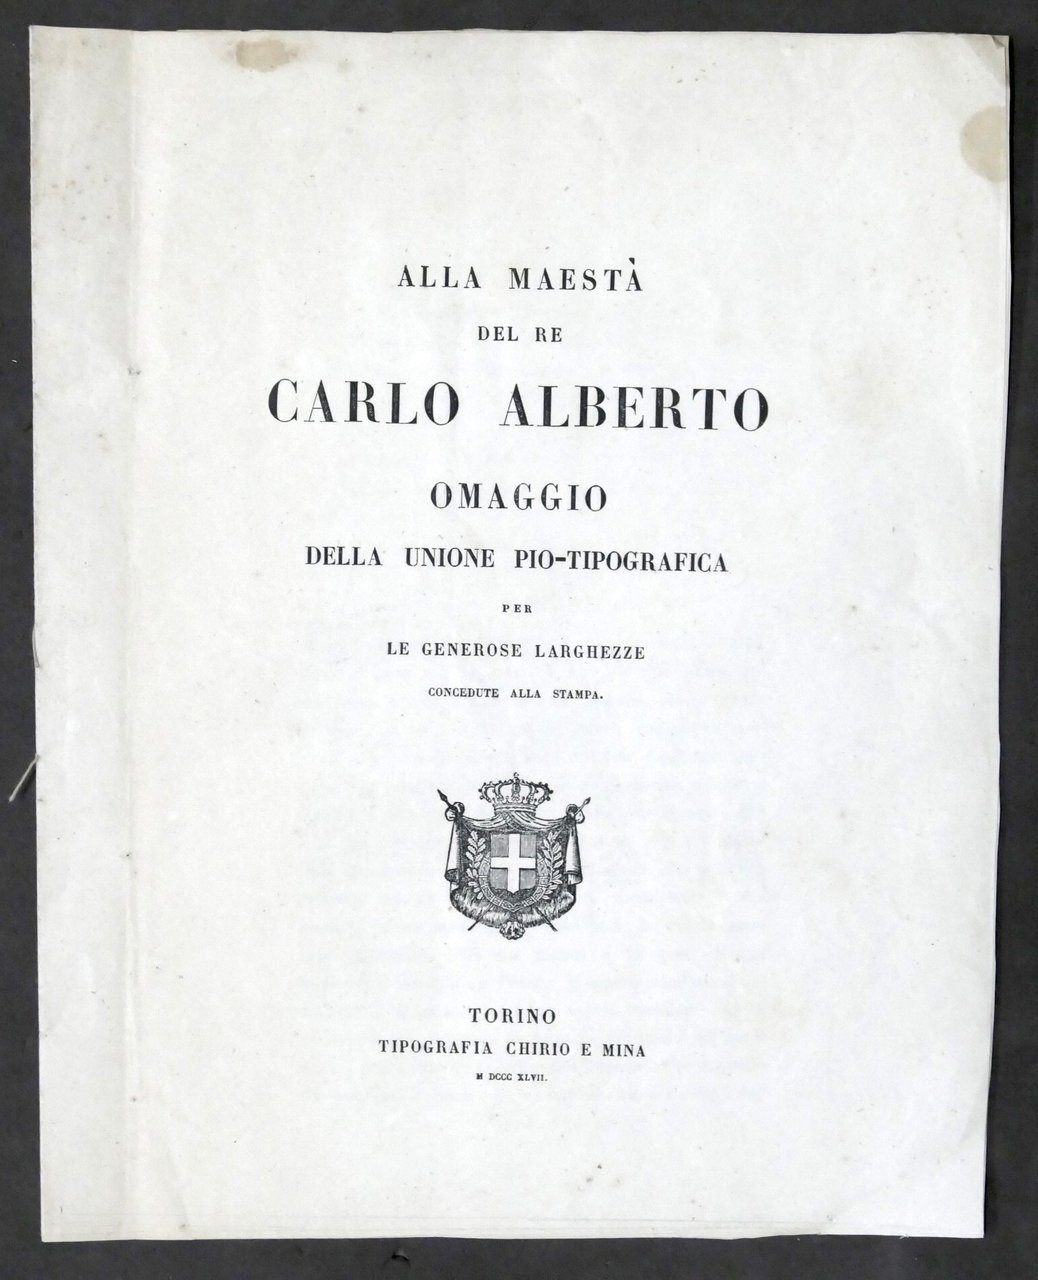 ALLA MAESTÀ
DEL RE
CARLO ALBERTO
OMAGGIO
DELLA UNIONE PIO-TIPOGRAFICA
PER
LE GENEROSE LARGHEZZE
CONCEDUTE ALLA STAMPA.
TORINO
TIPOGRAFIA CHIRIO E MINA
M DCCC XLVII.